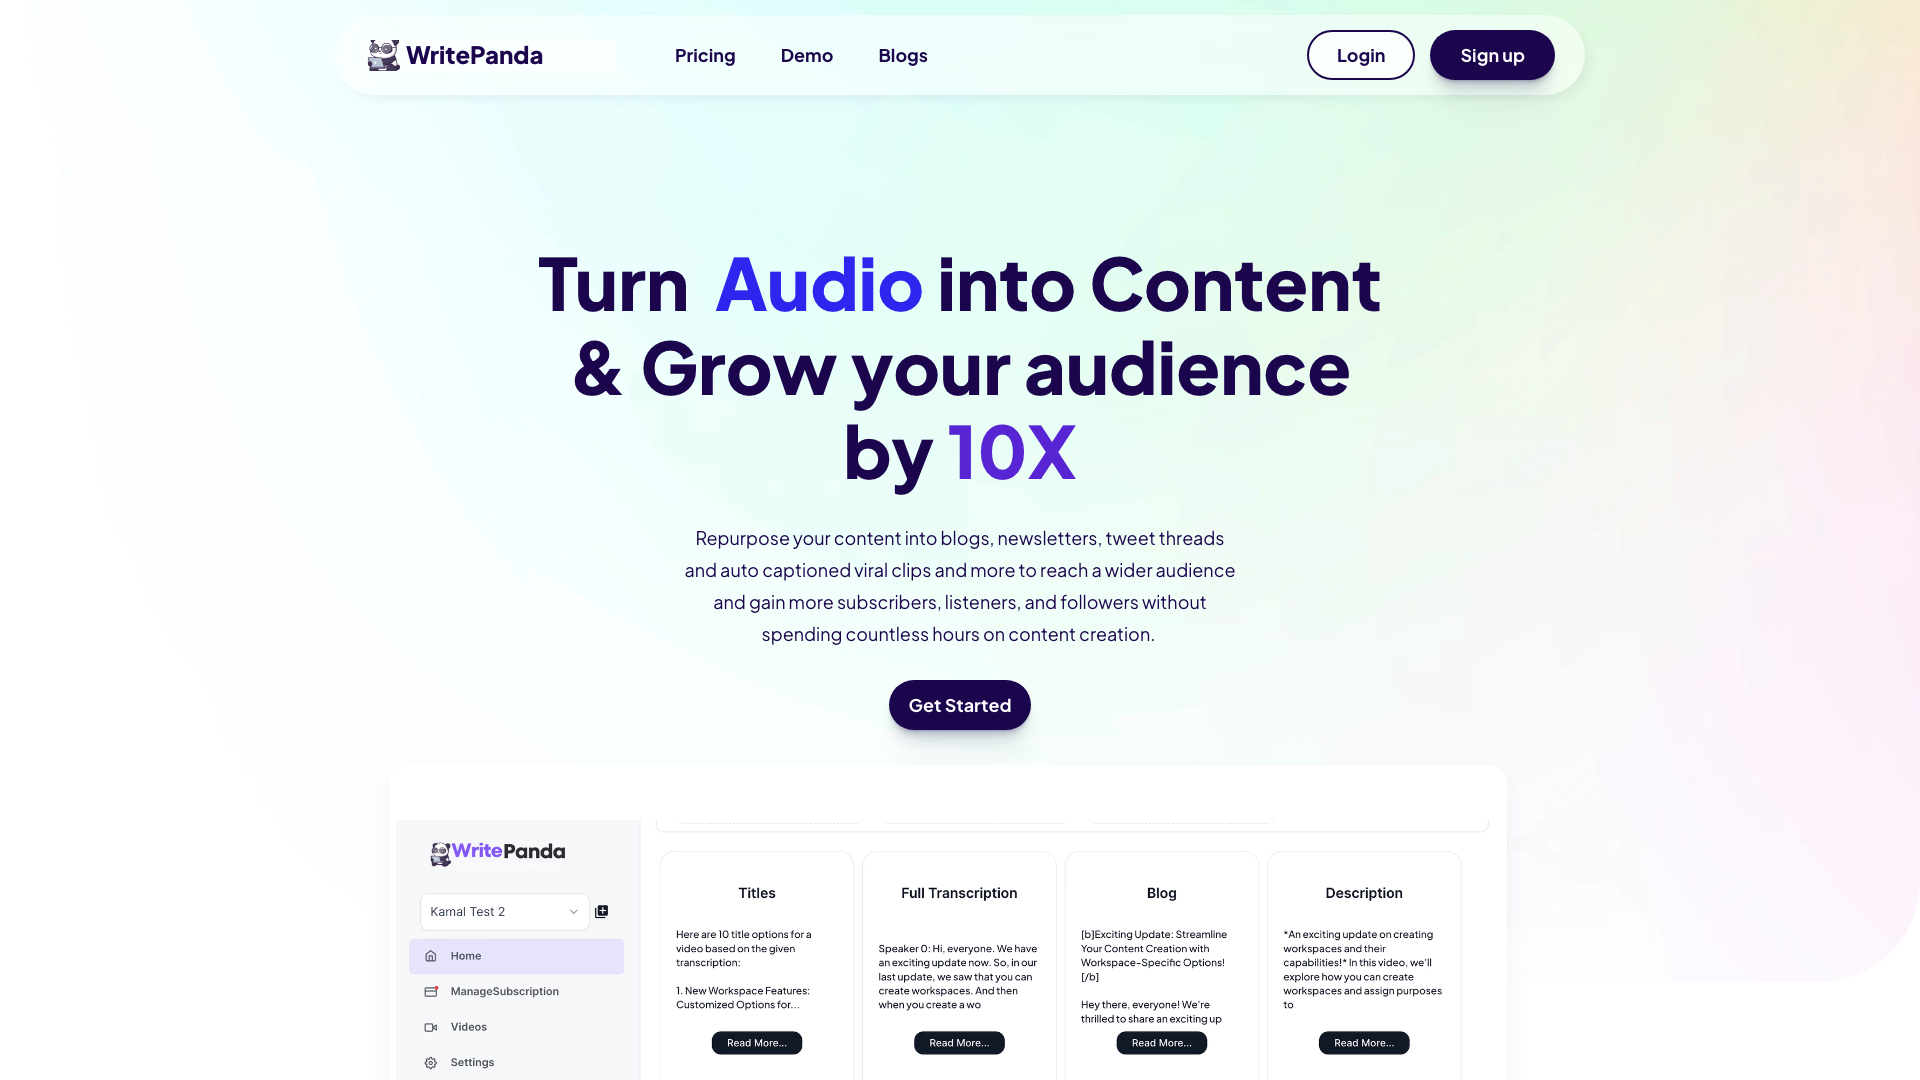 WritePanda
Pricing
Demo
Blogs
Login
Sign up
Turn Audio into Content
& Grow your audience
by 10X
Repurpose your content into blogs, newsletters, tweet threads
and auto captioned viral clips and more to reach a wider audience
and gain more subscribers, listeners, and followers without
spending countless hours on content creation.
Get Started
WritePanda
Kamal Test 2
Home
ManageSubscription
Videos
Settings
Titles
Here are 10 title options for a
video based on the given
transcription:
1. New Workspace Features:
Customized Options for...
Read More...
Full Transcription
Speaker 0: Hi, everyone. We have
an exciting update now. So, in our
last update, we saw that you can
create workspaces. And then
when you create a wo
Read More...
Blog
[b]Exciting Update: Streamline
Your Content Creation with
Workspace-Specific Options!
[/b]
Hey there, everyone! We're
thrilled to share an exciting up
Read More...
Description
*An exciting update on creating
workspaces and their
capabilities!* In this video, we'll
explore how you can create
workspaces and assign purposes
to
Read More...